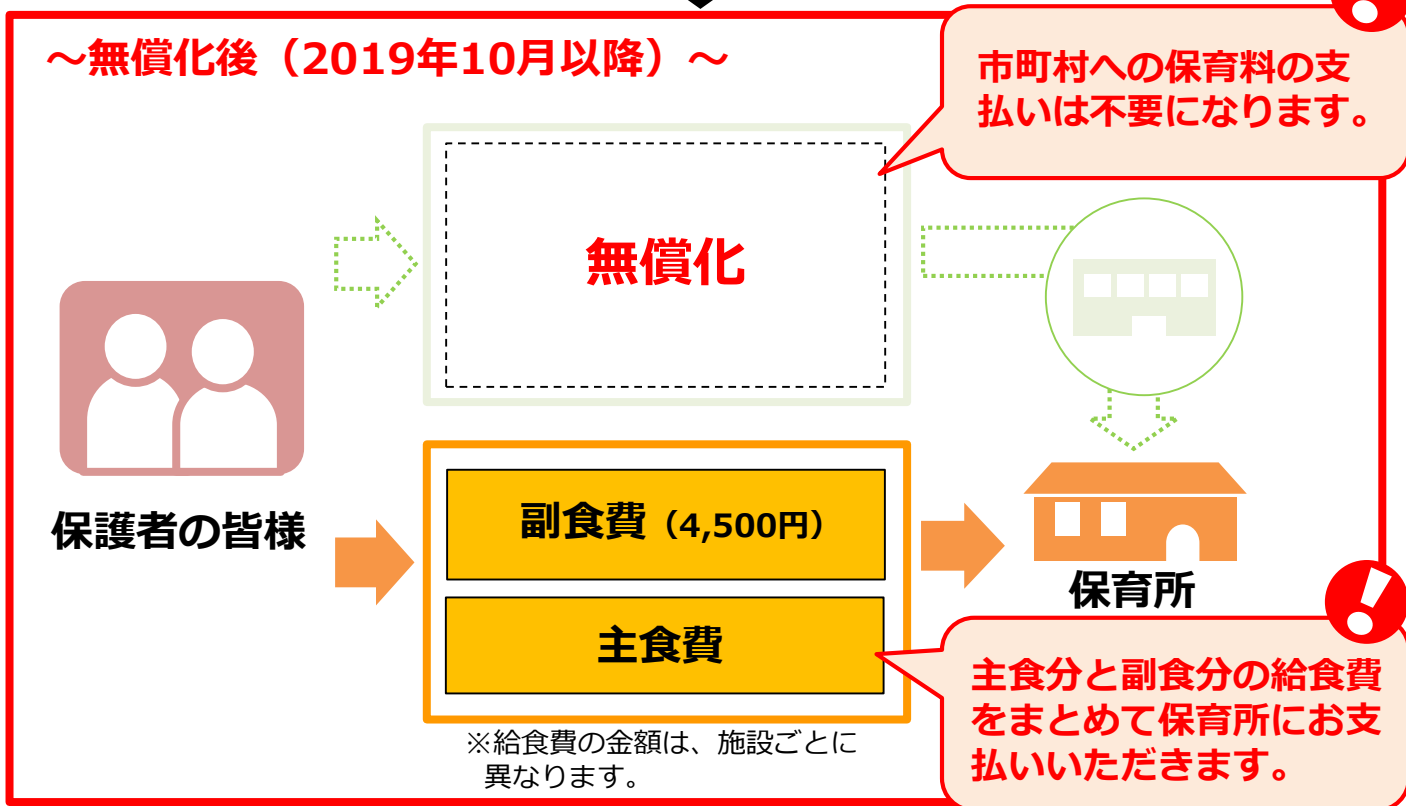 ～無償化後（2019年10月以降）～
市町村への保育料の支
払いは不要になります。
無償化
保護者の皆様
副食費（4,500円）
主食費
保育所
※給食費の金額は、施設ごとに
異なります。
主食分と副食分の給食費
をまとめて保育所にお支
払いいただきます。